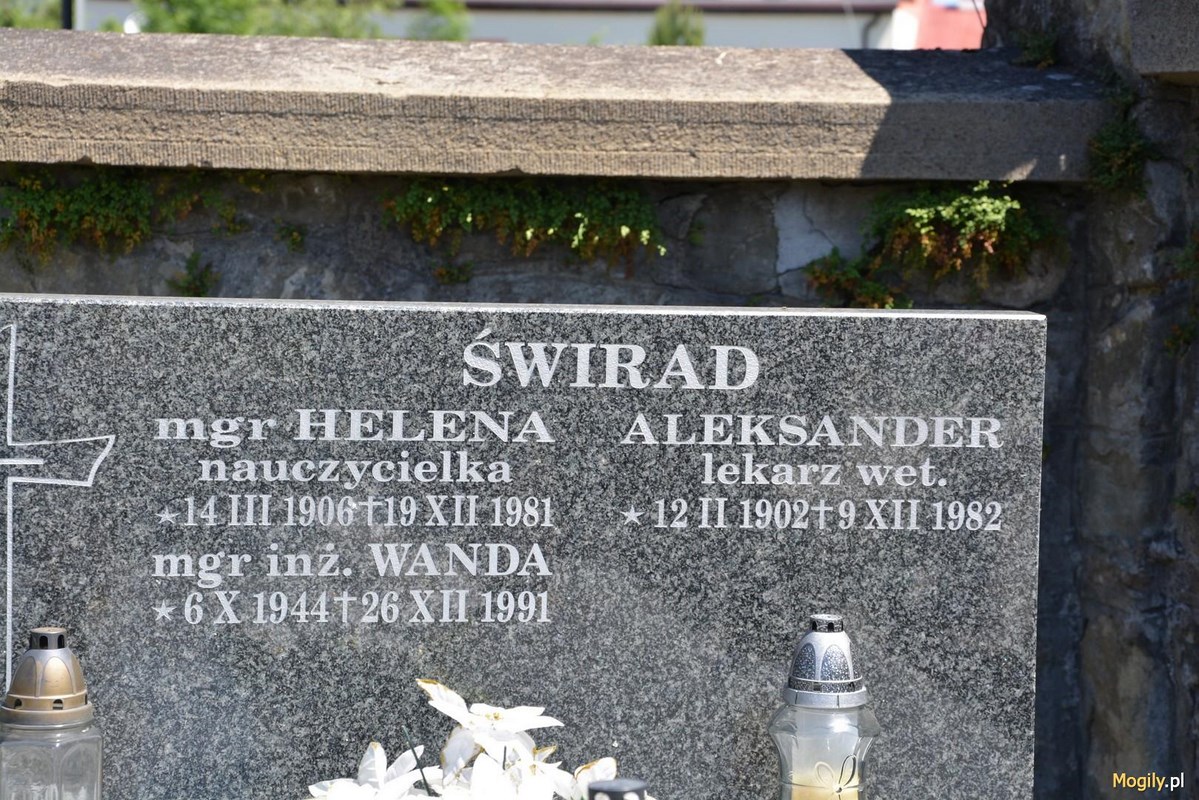 ŚWIRAD
mgr HELENA
nauczycielka
★14 III 1906†19 XII 1981
mgr inż. WANDA
★6 X 1944†26 XII 1991
ALEKSANDER
lekarz wet.
★ 12 II 1902†9 XII 1982
Mogily.pl